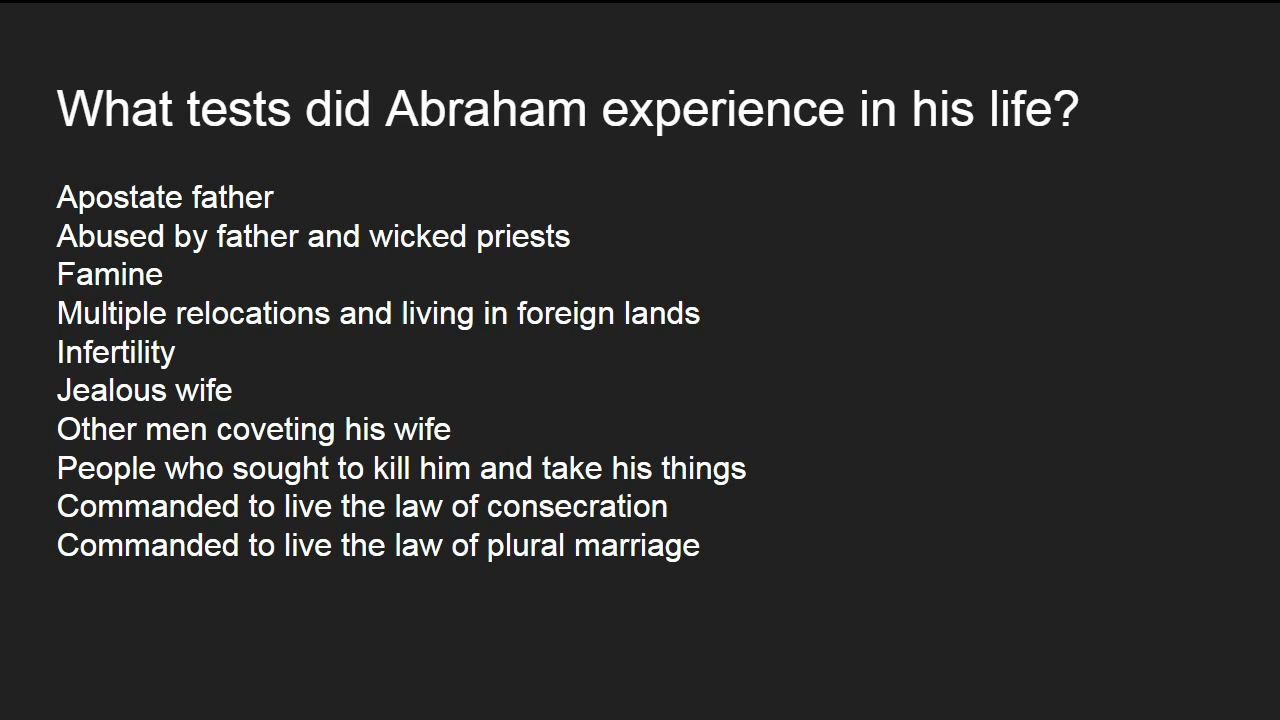 What tests did Abraham experience in his life?
Apostate father
Abused by father and wicked priests
Famine
Multiple relocations and living in foreign lands
Infertility
Jealous wife
Other men coveting his wife
People who sought to kill him and take his things
Commanded to live the law of consecration
Commanded to live the law of plural marriage